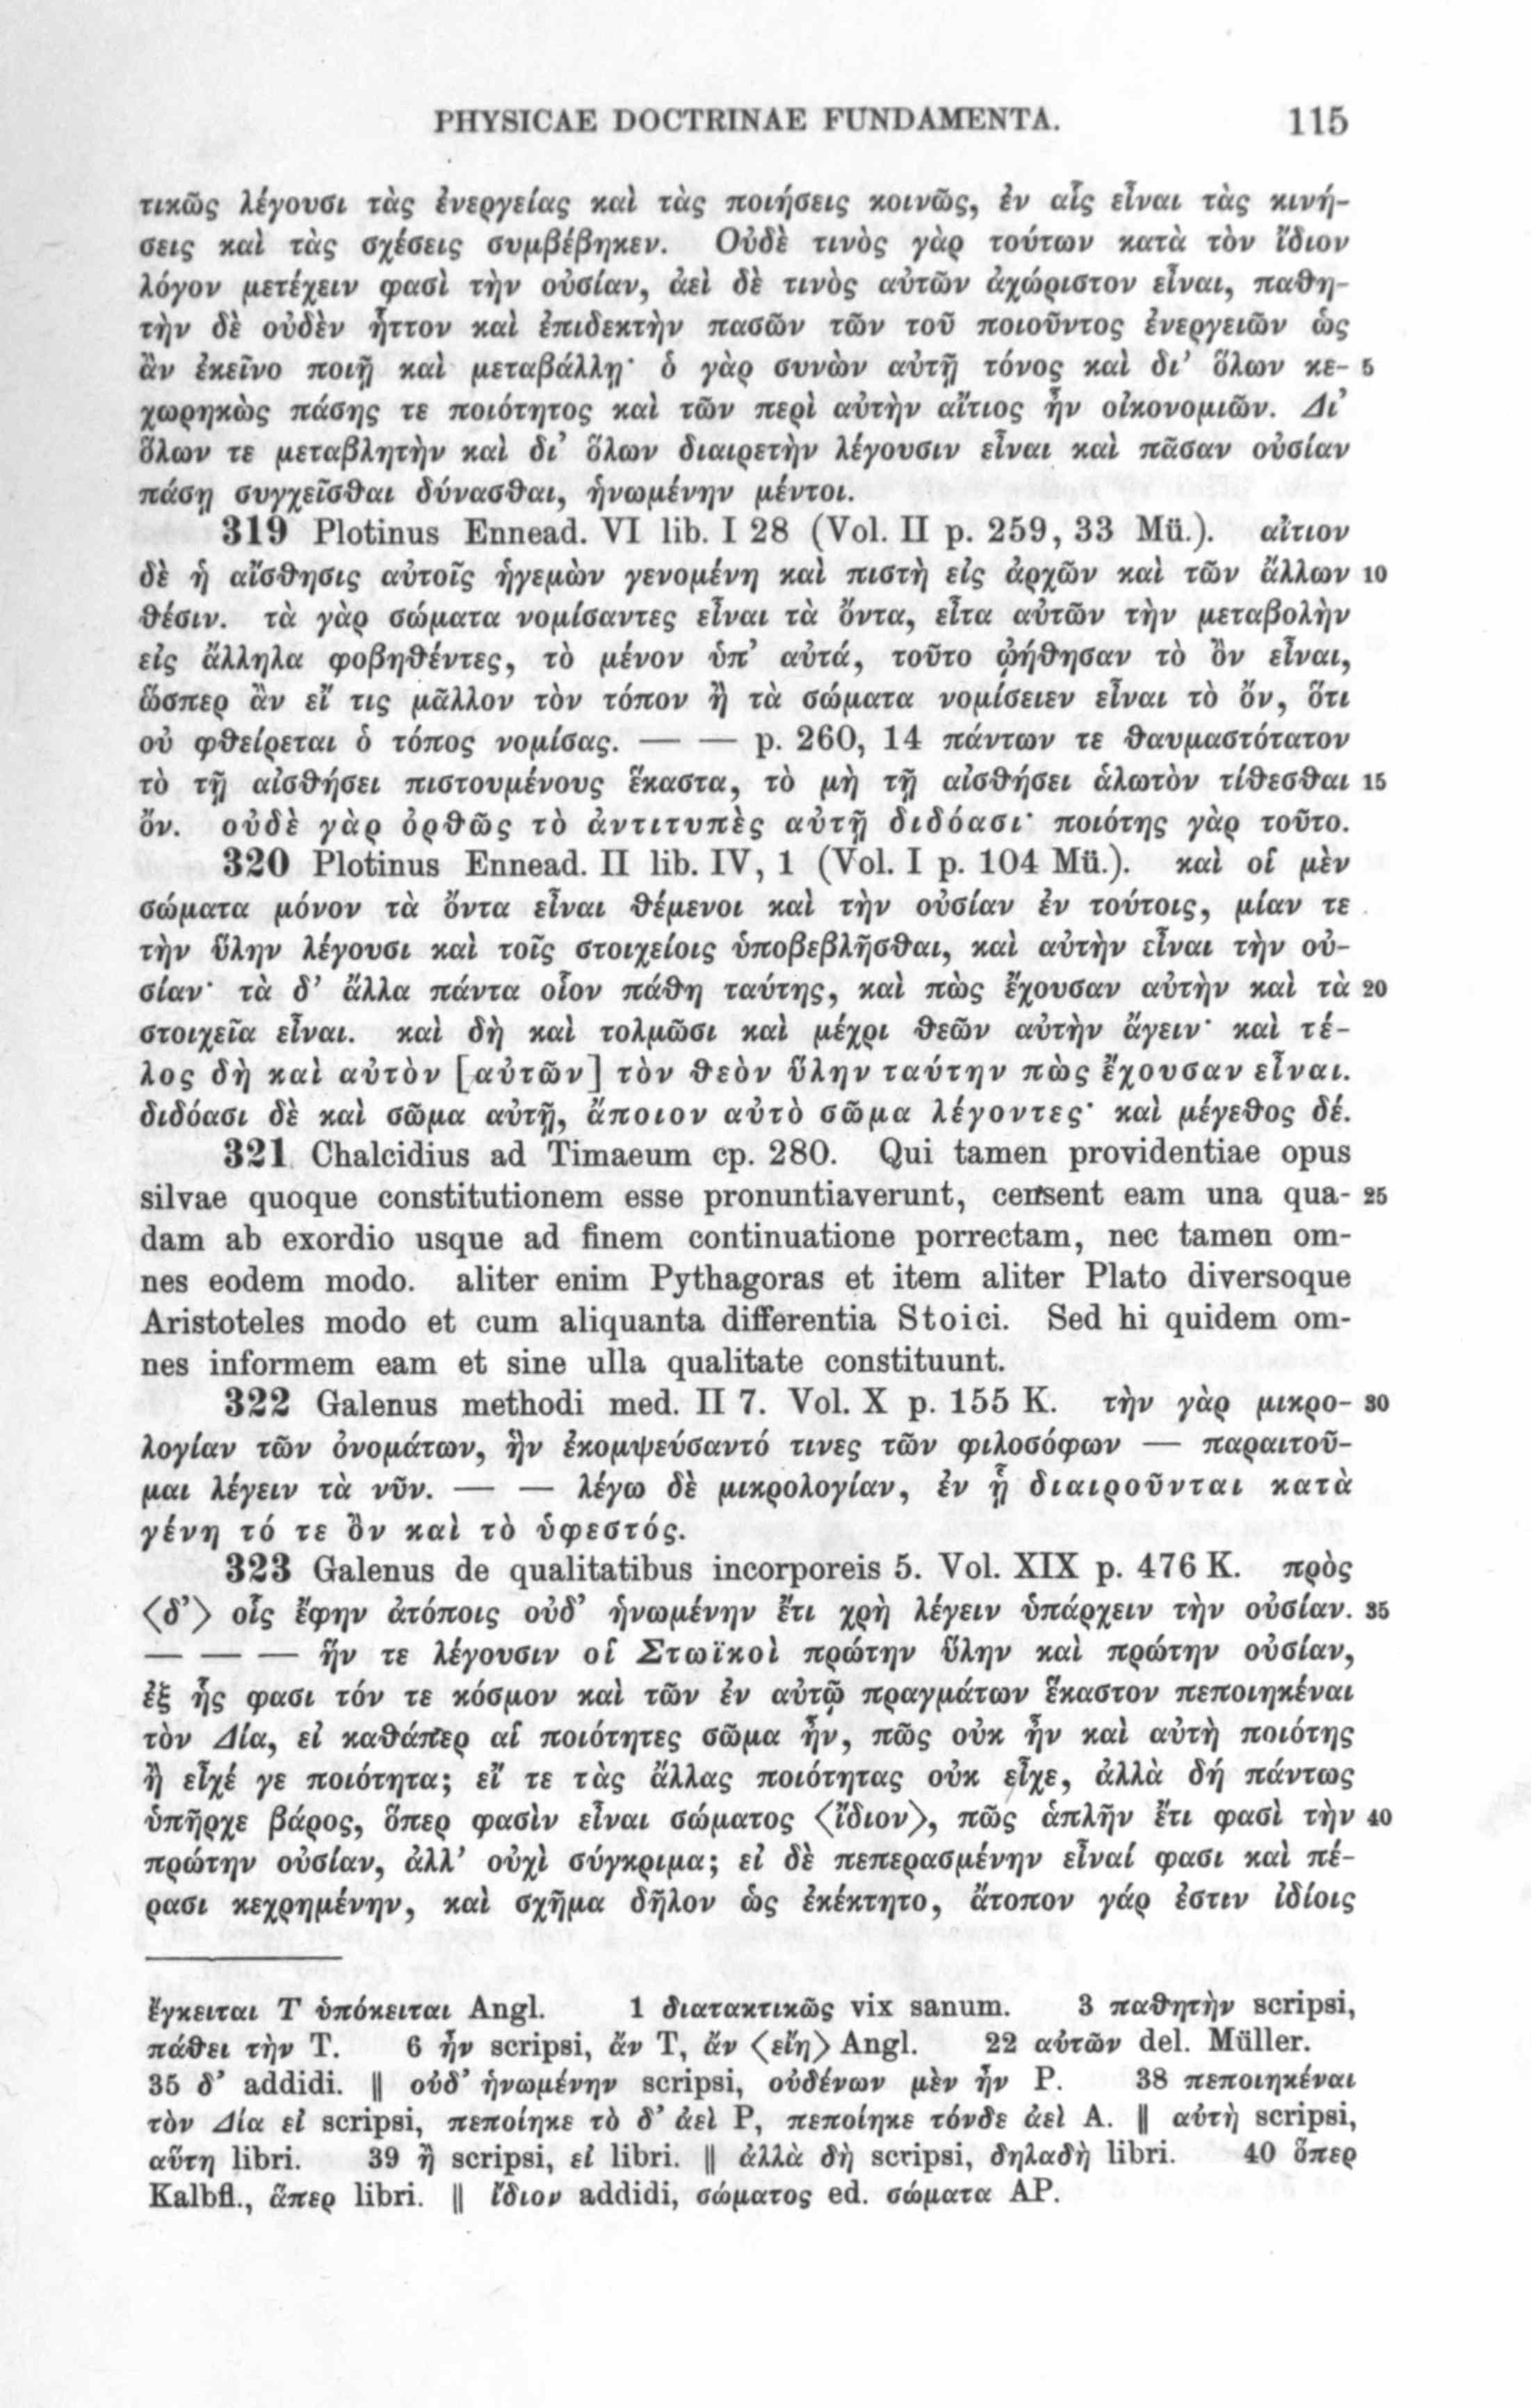 PHYSICAE DOCTRINAE FUNDAMENTA. 115
τικῶς λέγουσι τὰς ἐνεργείας καὶ τὰς ποιήσεις κοινῶς, ἐν αἷς εἶναι τὰς κινή-
σεις καὶ τὰς σχέσεις συμβέβηκεν. Οὐδὲ τινὸς γὰρ τούτων κατὰ τὸν ἴδιον
λόγον μετέχειν φασὶ τὴν οὐσίαν, ἀεὶ δὲ τινὸς αὐτῶν ἀχώριστον εἶναι, παθη-
τὴν δὲ οὐδὲν ἧττον καὶ ἐπιδεκτὴν πασῶν τῶν τοῦ ποιοῦντος ἐνεργειῶν ὡς
ἂν ἐκεῖνο ποιῇ καὶ μεταβάλλῃ· ὁ γὰρ συνὼν αὐτῇ τόνος καὶ δι’ ὅλων κε- 5
χωρηκὼς πάσης τε ποιότητος καὶ τῶν περὶ αὐτὴν αἴτιος ἦν οἰκονομιῶν. Δι’
ὅλων τε μεταβλητὴν καὶ δι’ ὅλων διαιρετὴν λέγουσιν εἶναι καὶ πᾶσαν οὐσίαν
πάσῃ συγχεῖσθαι δύνασθαι, ἡνωμένην μέντοι.
319 Plotinus Ennead. VI lib. I 28 (Vol. II p. 259, 33 Mü.). αἴτιον
δὲ ἡ αἴσθησις αὐτοῖς ἡγεμὼν γενομένη καὶ πιστὴ εἰς ἀρχῶν καὶ τῶν ἄλλων 10
θέσιν. τὰ γὰρ σώματα νομίσαντες εἶναι τὰ ὄντα, εἶτα αὐτῶν τὴν μεταβολὴν
εἰς ἄλληλα φοβηθέντες, τὸ μένον ὑπ’ αὐτά, τοῦτο ᾠήθησαν τὸ ὂν εἶναι,
ὥσπερ ἂν εἴ τις μᾶλλον τὸν τόπον ἢ τὰ σώματα νομίσειεν εἶναι τὸ ὄν, ὅτι
οὐ φθείρεται ὁ τόπος νομίσας. — — p. 260, 14 πάντων τε θαυμαστότατον
τὸ τῇ αἰσθήσει πιστουμένους ἕκαστα, τὸ μὴ τῇ αἰσθήσει ἁλωτὸν τίθεσθαι 15
ὄν. οὐδὲ γὰρ ὀρθῶς τὸ ἀντιτυπὲς αὐτῇ διδόασι· ποιότης γὰρ τοῦτο.
320 Plotinus Ennead. II lib. IV, 1 (Vol. I p. 104 Mü.). καὶ οἱ μὲν
σώματα μόνον τὰ ὄντα εἶναι θέμενοι καὶ τὴν οὐσίαν ἐν τούτοις, μίαν τε
τὴν ὕλην λέγουσι καὶ τοῖς στοιχείοις ὑποβεβλῆσθαι, καὶ αὐτὴν εἶναι τὴν οὐ-
σίαν· τὰ δ’ ἄλλα πάντα οἷον πάθη ταύτης, καὶ πὼς ἔχουσαν αὐτὴν καὶ τὰ 20
στοιχεῖα εἶναι. καὶ δὴ καὶ τολμῶσι καὶ μέχρι θεῶν αὐτὴν ἄγειν· καὶ τέ-
λος δὴ καὶ αὐτὸν [αὐτῶν] τὸν θεὸν ὕλην ταύτην πὼς ἔχουσαν εἶναι.
διδόασι δὲ καὶ σῶμα αὐτῇ, ἄποιον αὐτὸ σῶμα λέγοντες· καὶ μέγεθος δέ.
321 Chalcidius ad Timaeum cp. 280. Qui tamen providentiae opus
silvae quoque constitutionem esse pronuntiaverunt, censent eam una qua- 25
dam ab exordio usque ad finem continuatione porrectam, nec tamen om-
nes eodem modo. aliter enim Pythagoras et item aliter Plato diversoque
Aristoteles modo et cum aliquanta differentia Stoici. Sed hi quidem om-
nes informem eam et sine ulla qualitate constituunt.
322 Galenus methodi med. II 7. Vol. X p. 155 K. τὴν γὰρ μικρο- 30
λογίαν τῶν ὀνομάτων, ἣν ἐκομψεύσαντό τινες τῶν φιλοσόφων — παραιτοῦ-
μαι λέγειν τὰ νῦν. — — λέγω δὲ μικρολογίαν, ἐν ᾗ διαιροῦνται κατὰ
γένη τό τε ὂν καὶ τὸ ὑφεστός.
323 Galenus de qualitatibus incorporeis 5. Vol. XIX p. 476 K. πρὸς
⟨δ’⟩ οἷς ἔφην ἀτόποις οὐδ’ ἡνωμένην ἔτι χρὴ λέγειν ὑπάρχειν τὴν οὐσίαν. 35
— — — ἥν τε λέγουσιν οἱ Στωϊκοὶ πρώτην ὕλην καὶ πρώτην οὐσίαν,
ἐξ ἧς φασι τόν τε κόσμον καὶ τῶν ἐν αὐτῷ πραγμάτων ἕκαστον πεποιηκέναι
τὸν Δία, εἰ καθάπερ αἱ ποιότητες σῶμα ἦν, πῶς οὐκ ἦν καὶ αὐτὴ ποιότης
ἢ εἶχέ γε ποιότητα; εἴ τε τὰς ἄλλας ποιότητας οὐκ εἶχε, ἀλλὰ δή πάντως
ὑπῆρχε βάρος, ὅπερ φασὶν εἶναι σώματος ⟨ἴδιον⟩, πῶς ἁπλῆν ἔτι φασὶ τὴν 40
πρώτην οὐσίαν, ἀλλ’ οὐχὶ σύγκριμα; εἰ δὲ πεπερασμένην εἶναί φασι καὶ πέ-
ρασι κεχρημένην, καὶ σχῆμα δῆλον ὡς ἐκέκτητο, ἄτοπον γάρ ἐστιν ἰδίοις
ἔγκειται T ὑπόκειται Angl. 1 διατακτικῶς vix sanum. 3 παθητὴν scripsi,
πάθει τὴν T. 6 ἦν scripsi, ἄν T, ἄν ⟨εἴη⟩ Angl. 22 αὐτῶν del. Müller.
35 δ’ addidi. || οὐδ’ ἡνωμένην scripsi, οὐδένων μὲν ἦν P. 38 πεποιηκέναι
τὸν Δία εἰ scripsi, πεποίηκε τὸ δ’ ἀεὶ P, πεποίηκε τόνδε ἀεὶ A. || αὐτὴ scripsi,
αὕτη libri. 39 ἢ scripsi, εἰ libri. || ἀλλὰ δὴ scripsi, δηλαδὴ libri. 40 ὅπερ
Kalbfl., ἅπερ libri. || ἴδιον addidi, σώματος ed. σώματα AP.